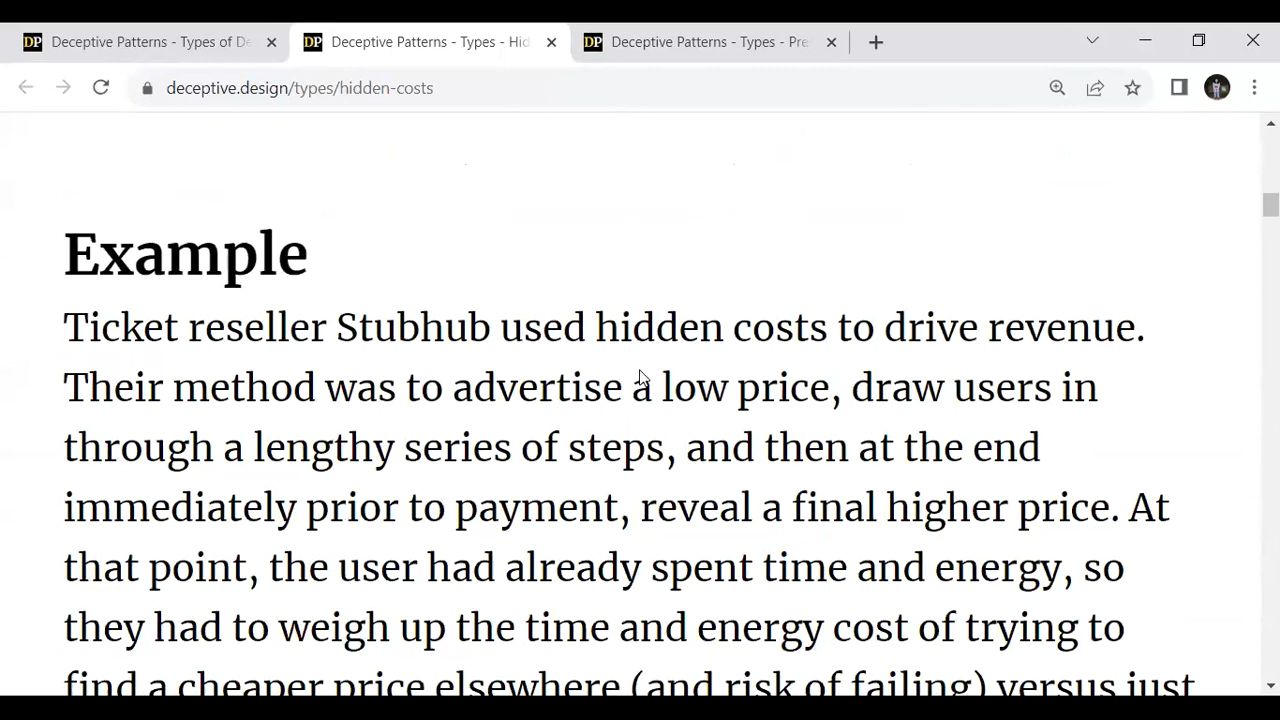 DP Deceptive Patterns - Types of De
DP Deceptive Patterns - Types - Hid
DP Deceptive Patterns - Types - Pre
deceptive.design/types/hidden-costs
Example
Ticket reseller Stubhub used hidden costs to drive revenue.
Their method was to advertise a low price, draw users in
through a lengthy series of steps, and then at the end
immediately prior to payment, reveal a final higher price. At
that point, the user had already spent time and energy, so
they had to weigh up the time and energy cost of trying to
find a cheaper price elsewhere (and risk of failing) versus just